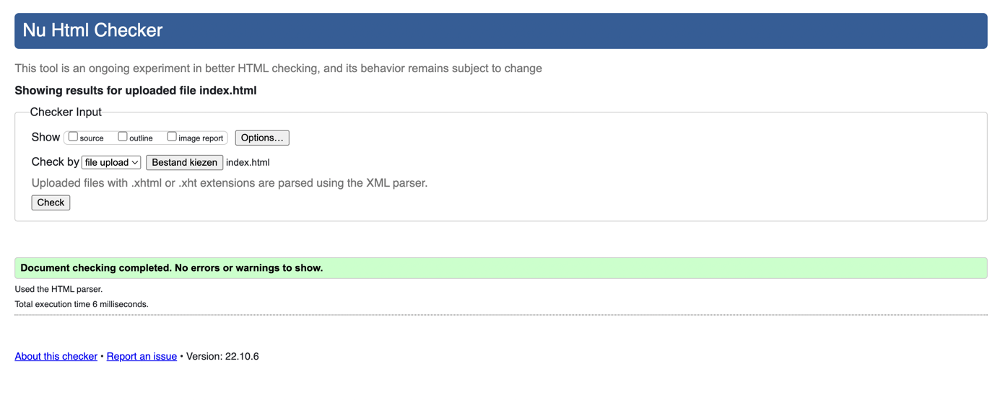 Nu Html Checker
This tool is an ongoing experiment in better HTML checking, and its behavior remains subject to change
Showing results for uploaded file index.html
Checker Input
Show source outline image report Options…
Check by file upload Bestand kiezen index.html
Uploaded files with .xhtml or .xht extensions are parsed using the XML parser.
Check
Document checking completed. No errors or warnings to show.
Used the HTML parser.
Total execution time 6 milliseconds.
About this checker • Report an issue • Version: 22.10.6